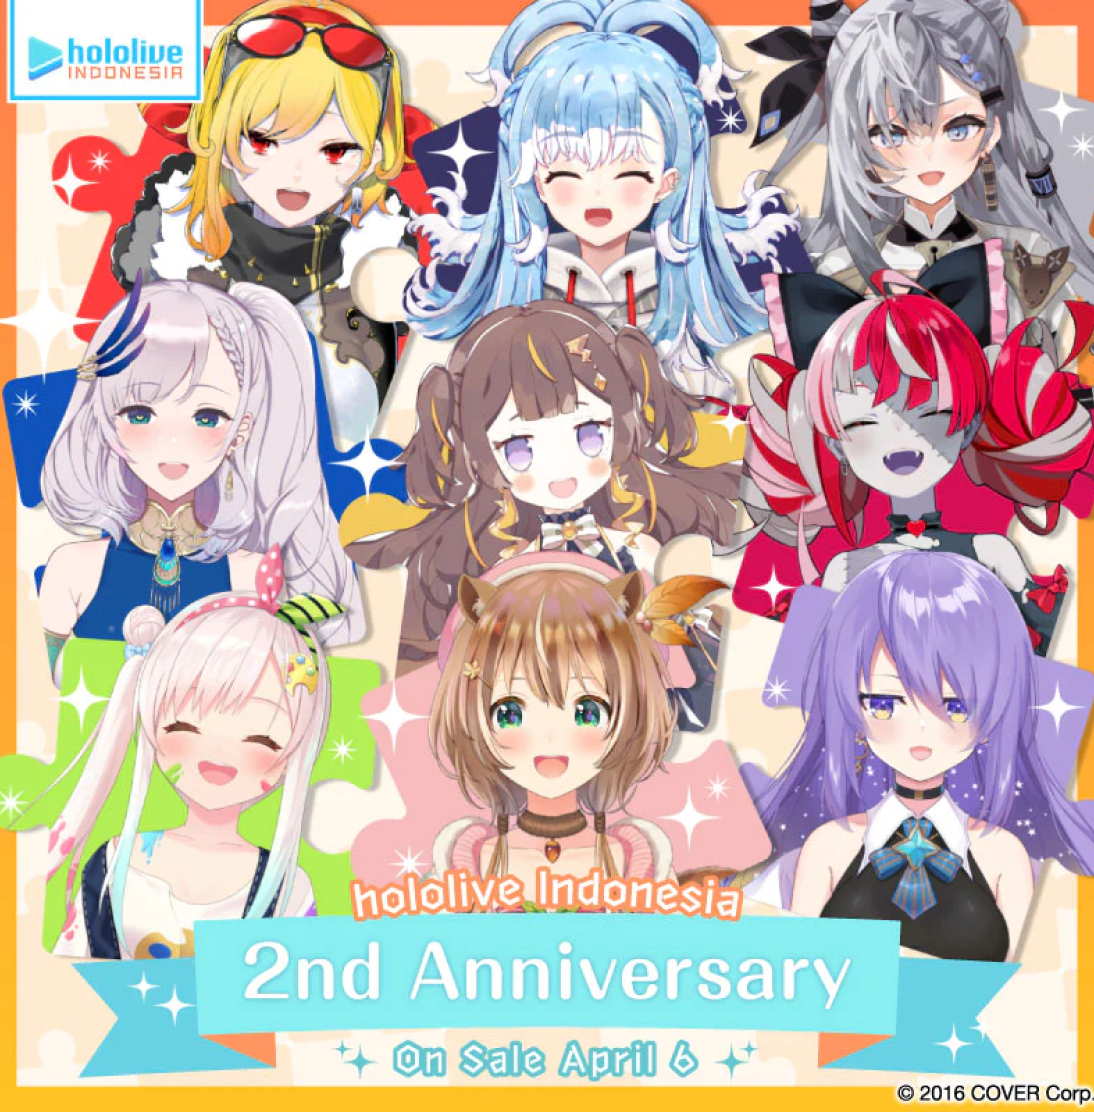 hololive
INDONESIA
hololive Indonesia
2nd Anniversary
On Sale April 6
© 2016 COVER Corp.